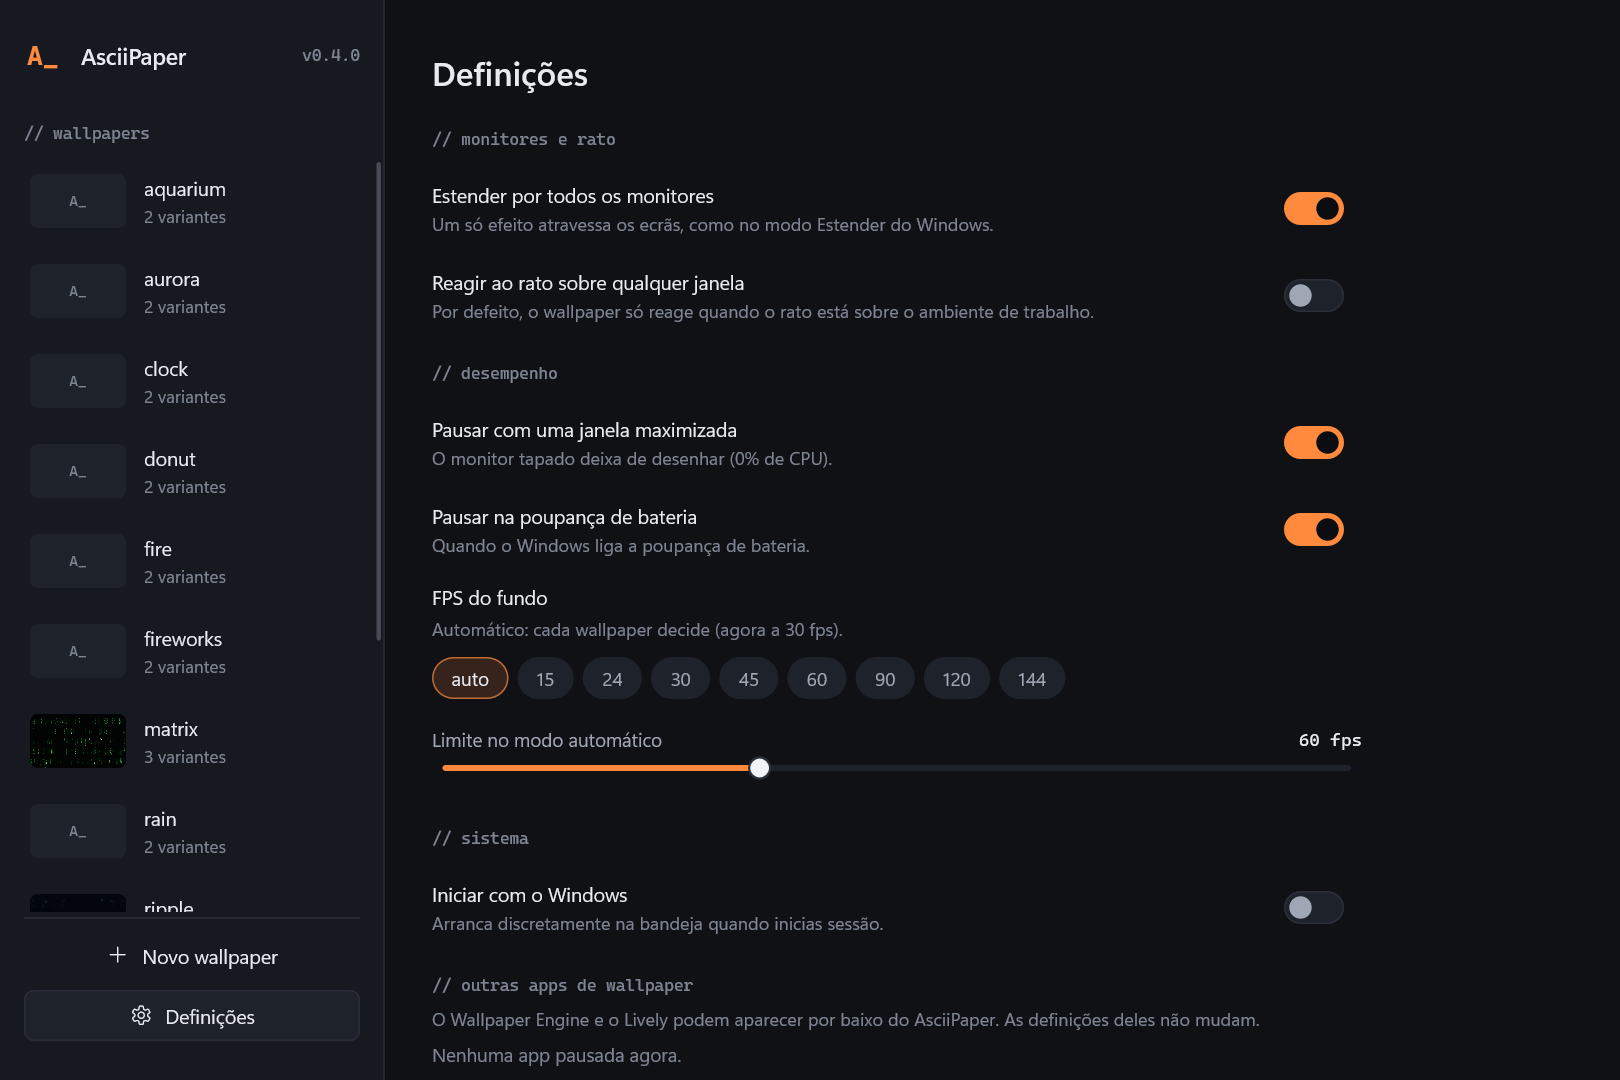 A_ AsciiPaper v0.4.0
// wallpapers
A_ aquarium
2 variantes
A_ aurora
2 variantes
A_ clock
2 variantes
A_ donut
2 variantes
A_ fire
2 variantes
A_ fireworks
2 variantes
matrix
3 variantes
A_ rain
2 variantes
ripple
+ Novo wallpaper
Definições
Definições
// monitores e rato
Estender por todos os monitores
Um só efeito atravessa os ecrãs, como no modo Estender do Windows.
Reagir ao rato sobre qualquer janela
Por defeito, o wallpaper só reage quando o rato está sobre o ambiente de trabalho.
// desempenho
Pausar com uma janela maximizada
O monitor tapado deixa de desenhar (0% de CPU).
Pausar na poupança de bateria
Quando o Windows liga a poupança de bateria.
FPS do fundo
Automático: cada wallpaper decide (agora a 30 fps).
auto 15 24 30 45 60 90 120 144
Limite no modo automático 60 fps
// sistema
Iniciar com o Windows
Arranca discretamente na bandeja quando inicias sessão.
// outras apps de wallpaper
O Wallpaper Engine e o Lively podem aparecer por baixo do AsciiPaper. As definições deles não mudam.
Nenhuma app pausada agora.